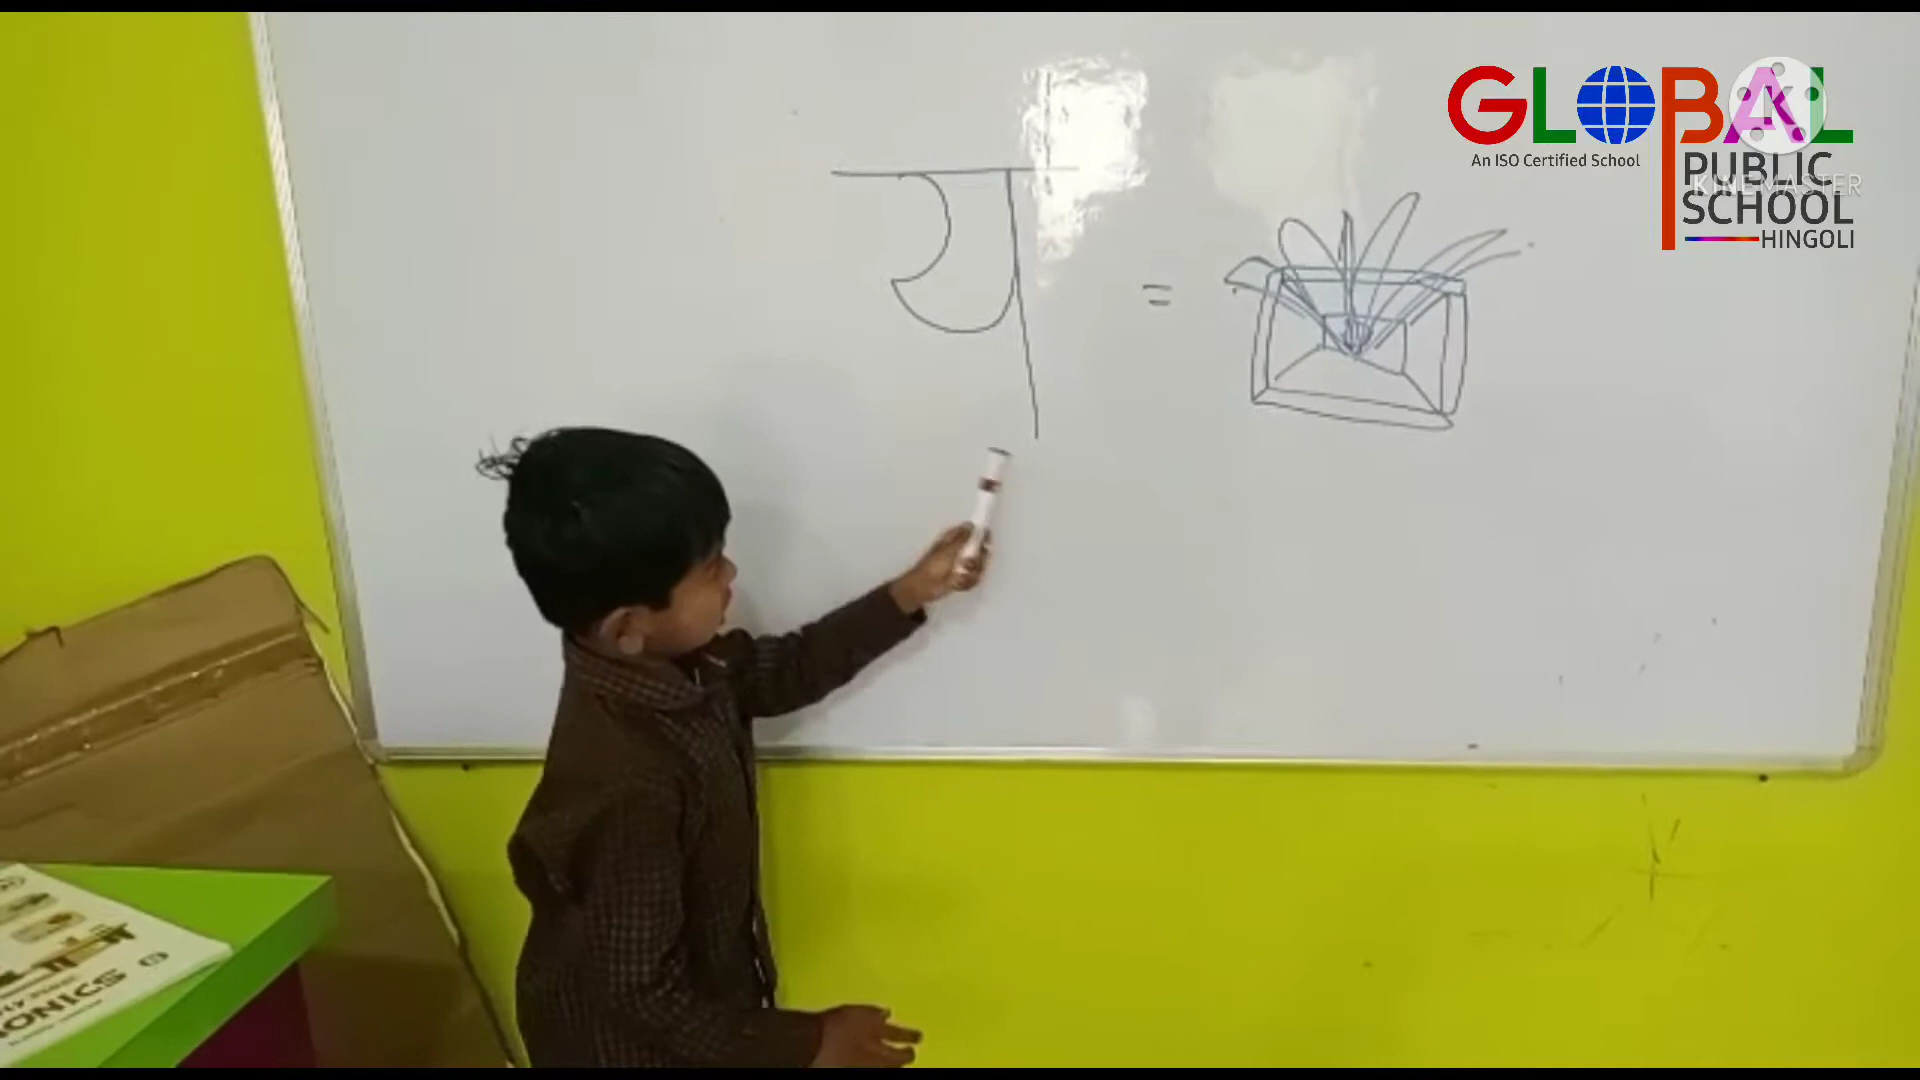 GLOBAL
An ISO Certified School
PUBLIC
SCHOOL
HINGOLI
KINEMASTER
य =
ONICS